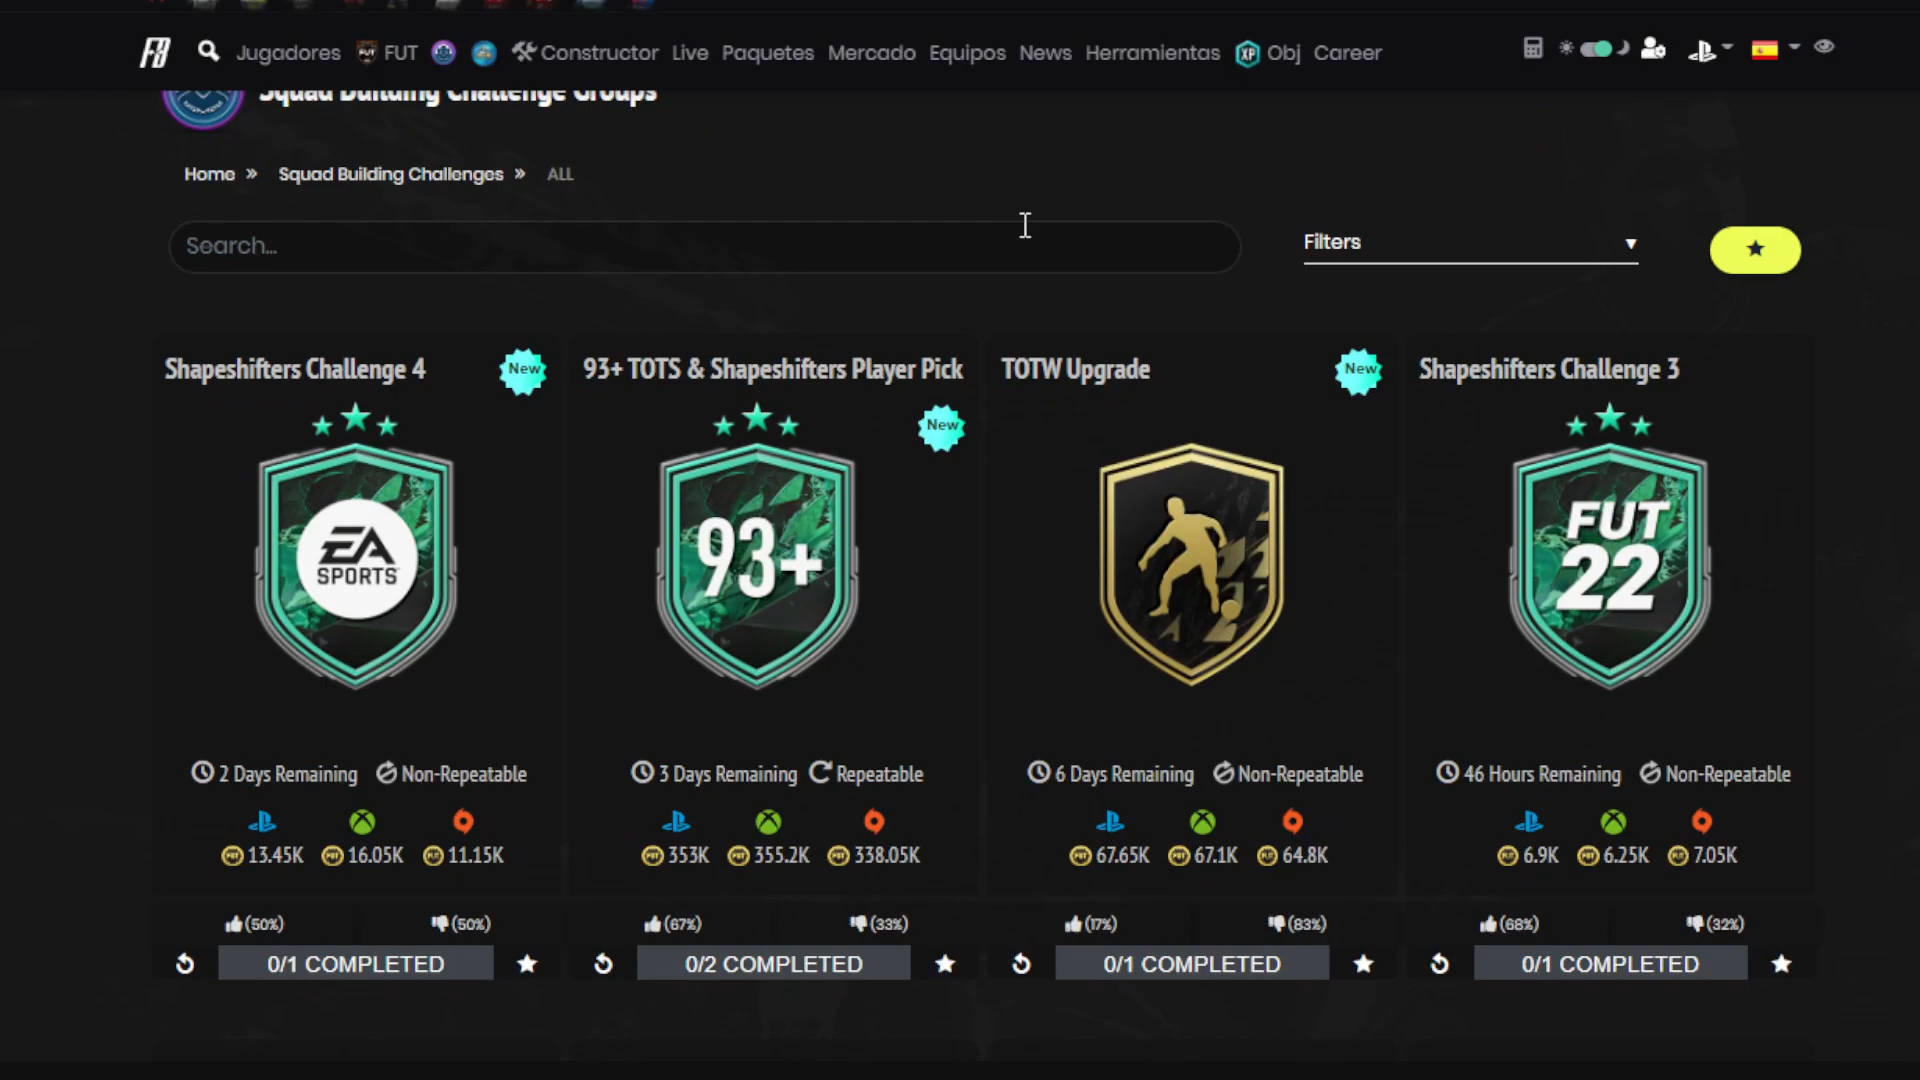 Jugadores FUT Constructor Live Paquetes Mercado Equipos News Herramientas XP Obj Career
Squad Building Challenge Groups
Home » Squad Building Challenges » ALL
Search...
Filters
Shapeshifters Challenge 4
New
EA
SPORTS
2 Days Remaining Non-Repeatable
13.45K 16.05K 11.15K
(50%) (50%)
0/1 COMPLETED
93+ TOTS & Shapeshifters Player Pick
New
93+
3 Days Remaining Repeatable
353K 355.2K 338.05K
(67%) (33%)
0/2 COMPLETED
TOTW Upgrade
New
6 Days Remaining Non-Repeatable
67.65K 67.1K 64.8K
(17%) (83%)
0/1 COMPLETED
Shapeshifters Challenge 3
FUT
22
46 Hours Remaining Non-Repeatable
6.9K 6.25K 7.05K
(68%) (32%)
0/1 COMPLETED